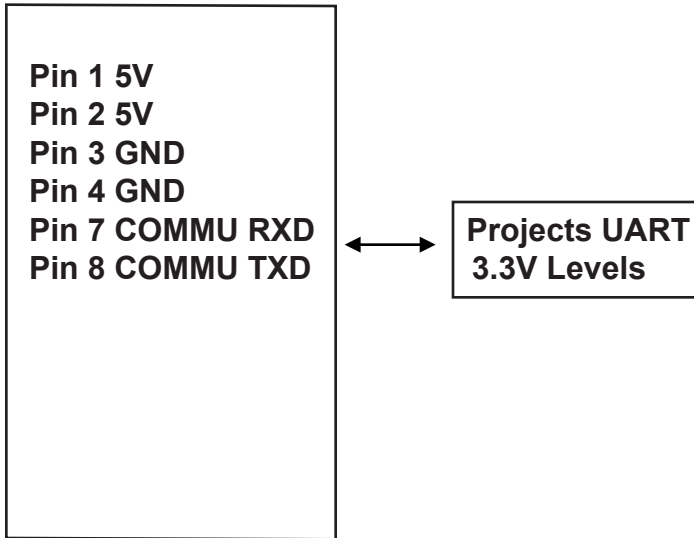 Pin 1 5V
Pin 2 5V
Pin 3 GND
Pin 4 GND
Pin 7 COMMU RXD
Pin 8 COMMU TXD
Projects UART
3.3V Levels